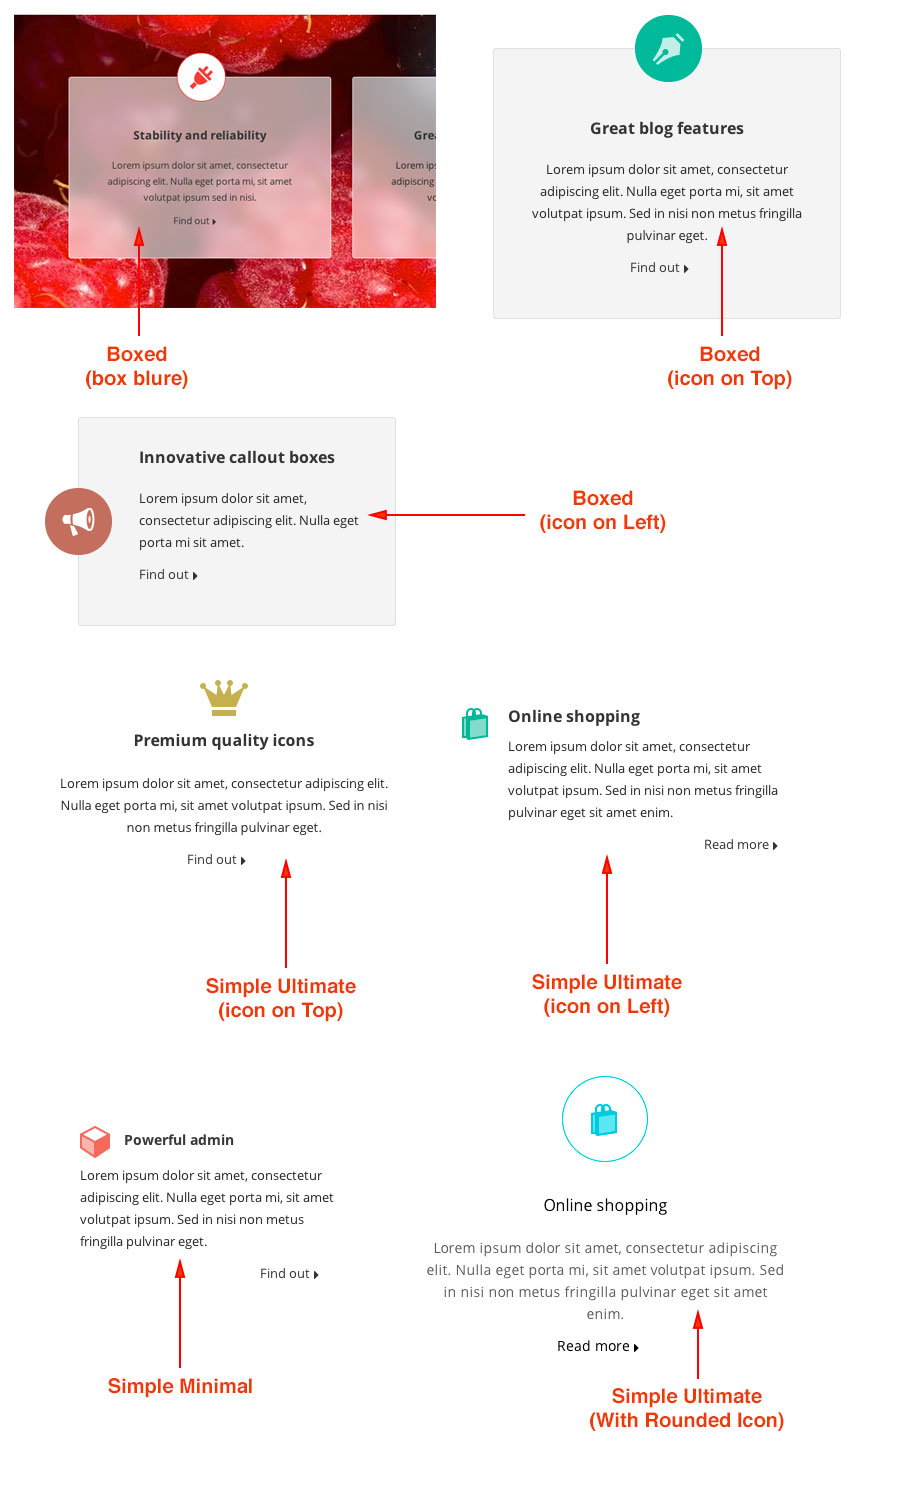 Stability and reliability
Lorem ipsum dolor sit amet, consectetur
adipiscing elit. Nulla eget porta mi, sit amet
volutpat ipsum sed in nisi.
Find out
Grea
Lorem ips
adipiscing
vo
Boxed
(box blure)
Great blog features
Lorem ipsum dolor sit amet, consectetur
adipiscing elit. Nulla eget porta mi, sit amet
volutpat ipsum. Sed in nisi non metus fringilla
pulvinar eget.
Find out
Boxed
(icon on Top)
Innovative callout boxes
Lorem ipsum dolor sit amet,
consectetur adipiscing elit. Nulla eget
porta mi sit amet.
Find out
Boxed
(icon on Left)
Premium quality icons
Lorem ipsum dolor sit amet, consectetur adipiscing elit.
Nulla eget porta mi, sit amet volutpat ipsum. Sed in nisi
non metus fringilla pulvinar eget.
Find out
Simple Ultimate
(icon on Top)
Online shopping
Lorem ipsum dolor sit amet, consectetur
adipiscing elit. Nulla eget porta mi, sit amet
volutpat ipsum. Sed in nisi non metus fringilla
pulvinar eget sit amet enim.
Read more
Simple Ultimate
(icon on Left)
Powerful admin
Lorem ipsum dolor sit amet, consectetur
adipiscing elit. Nulla eget porta mi, sit amet
volutpat ipsum. Sed in nisi non metus
fringilla pulvinar eget.
Find out
Simple Minimal
Online shopping
Lorem ipsum dolor sit amet, consectetur adipiscing
elit. Nulla eget porta mi, sit amet volutpat ipsum. Sed
in nisi non metus fringilla pulvinar eget sit amet
enim.
Read more
Simple Ultimate
(With Rounded Icon)